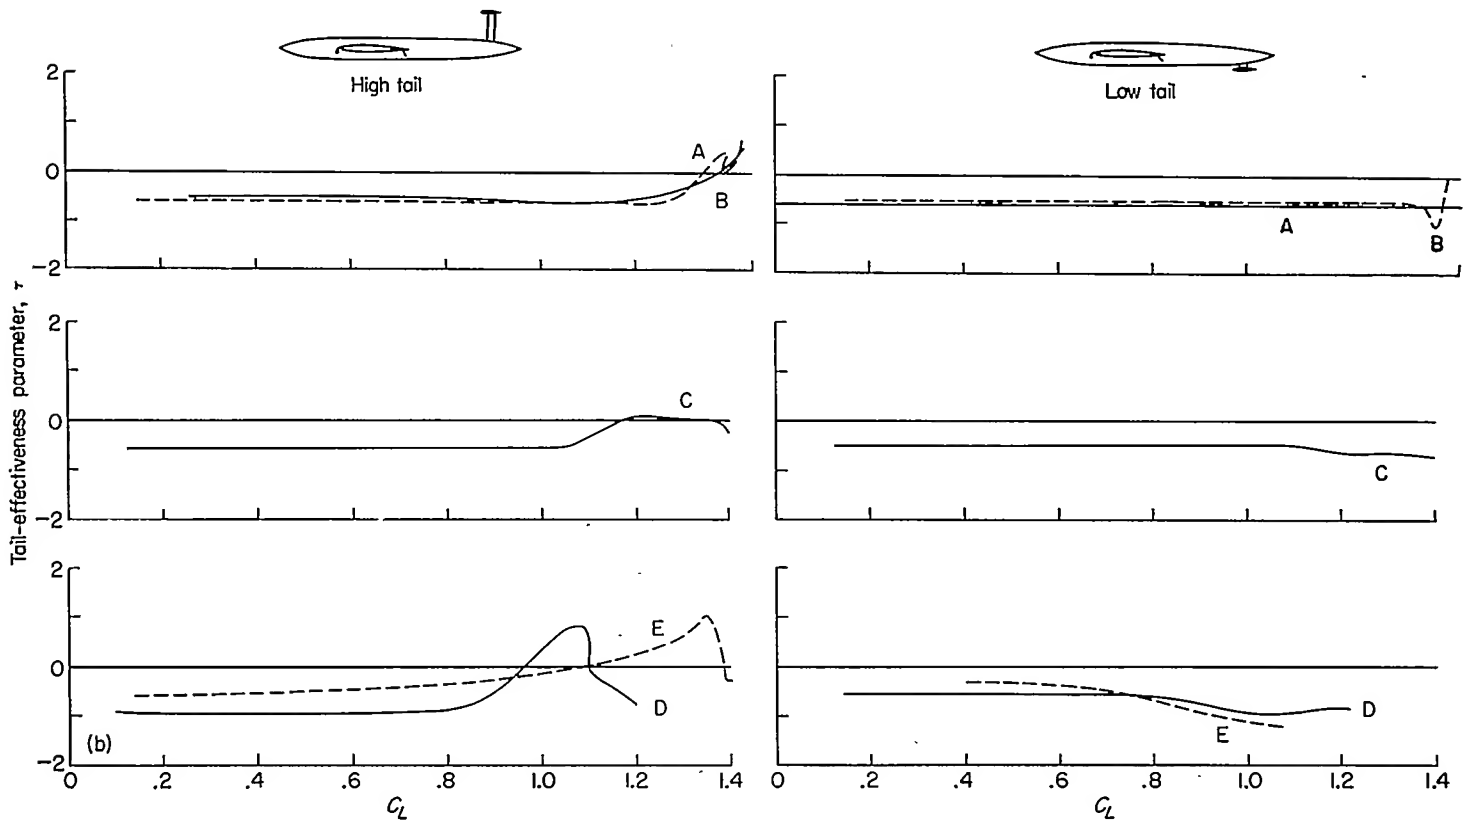 High tail
Low tail
2
0
−2
A
B
A
B
Tail-effectiveness parameter, τ
2
0
−2
C
C
2
0
−2
E
D
D
E
(b)
0 .2 .4 .6 .8 1.0 1.2 1.4
0 .2 .4 .6 .8 1.0 1.2 1.4
C_L
C_L